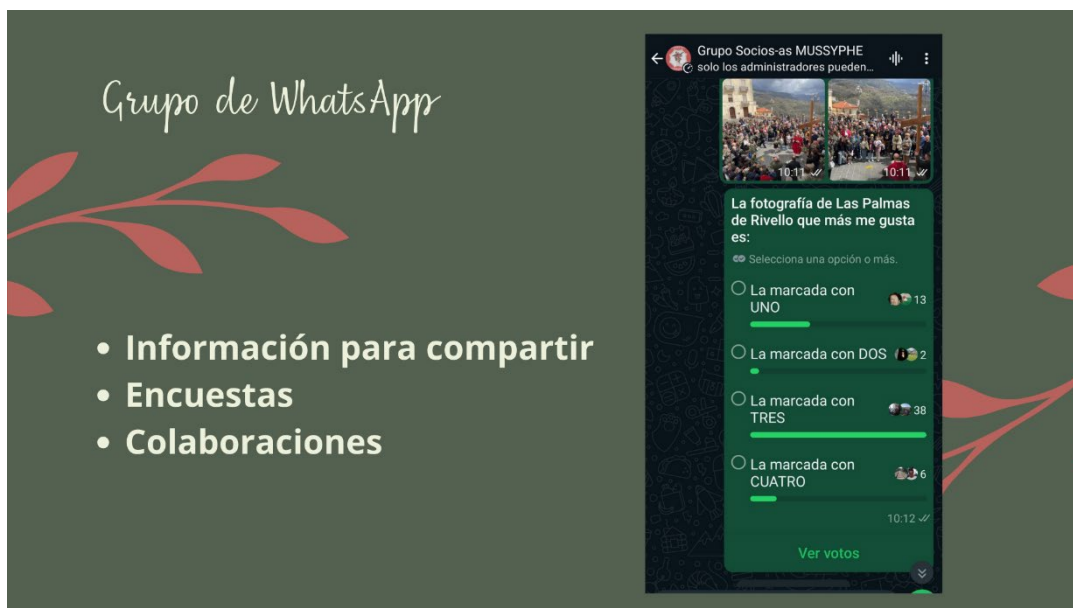 Grupo de WhatsApp
• Información para compartir
• Encuestas
• Colaboraciones
Grupo Socios-as MUSSYPHE
solo los administradores pueden...
10:11
10:11
La fotografía de Las Palmas
de Rivello que más me gusta
es:
Selecciona una opción o más.
La marcada con
UNO
13
La marcada con DOS
2
La marcada con
TRES
38
La marcada con
CUATRO
6
10:12
Ver votos